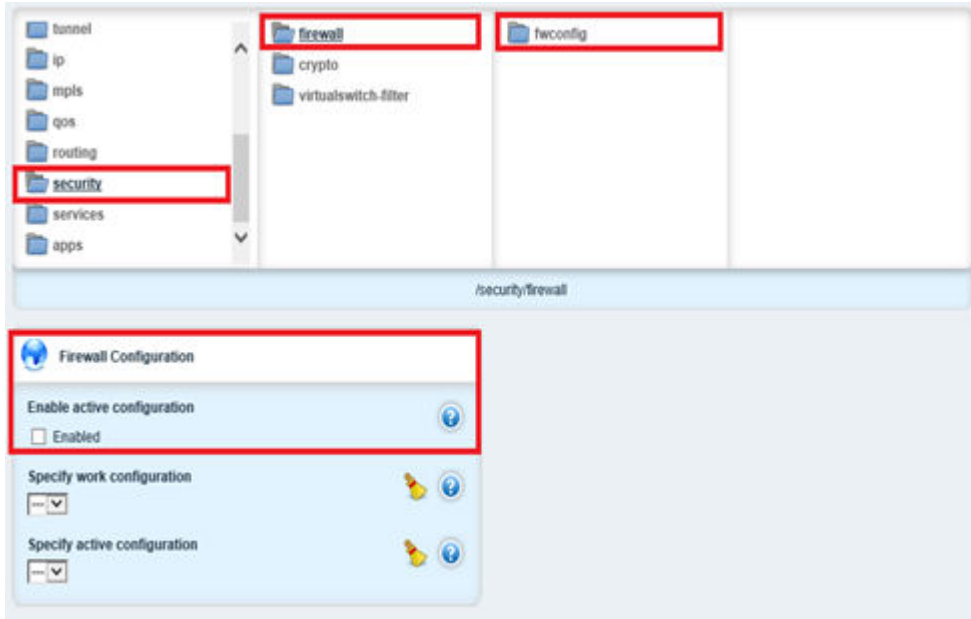 tunnel
ip
mpls
qos
routing
security
services
apps
firewall
crypto
virtualswitch-filter
fwconfig
/security/firewall
Firewall Configuration
Enable active configuration
Enabled
Specify work configuration
---
Specify active configuration
---